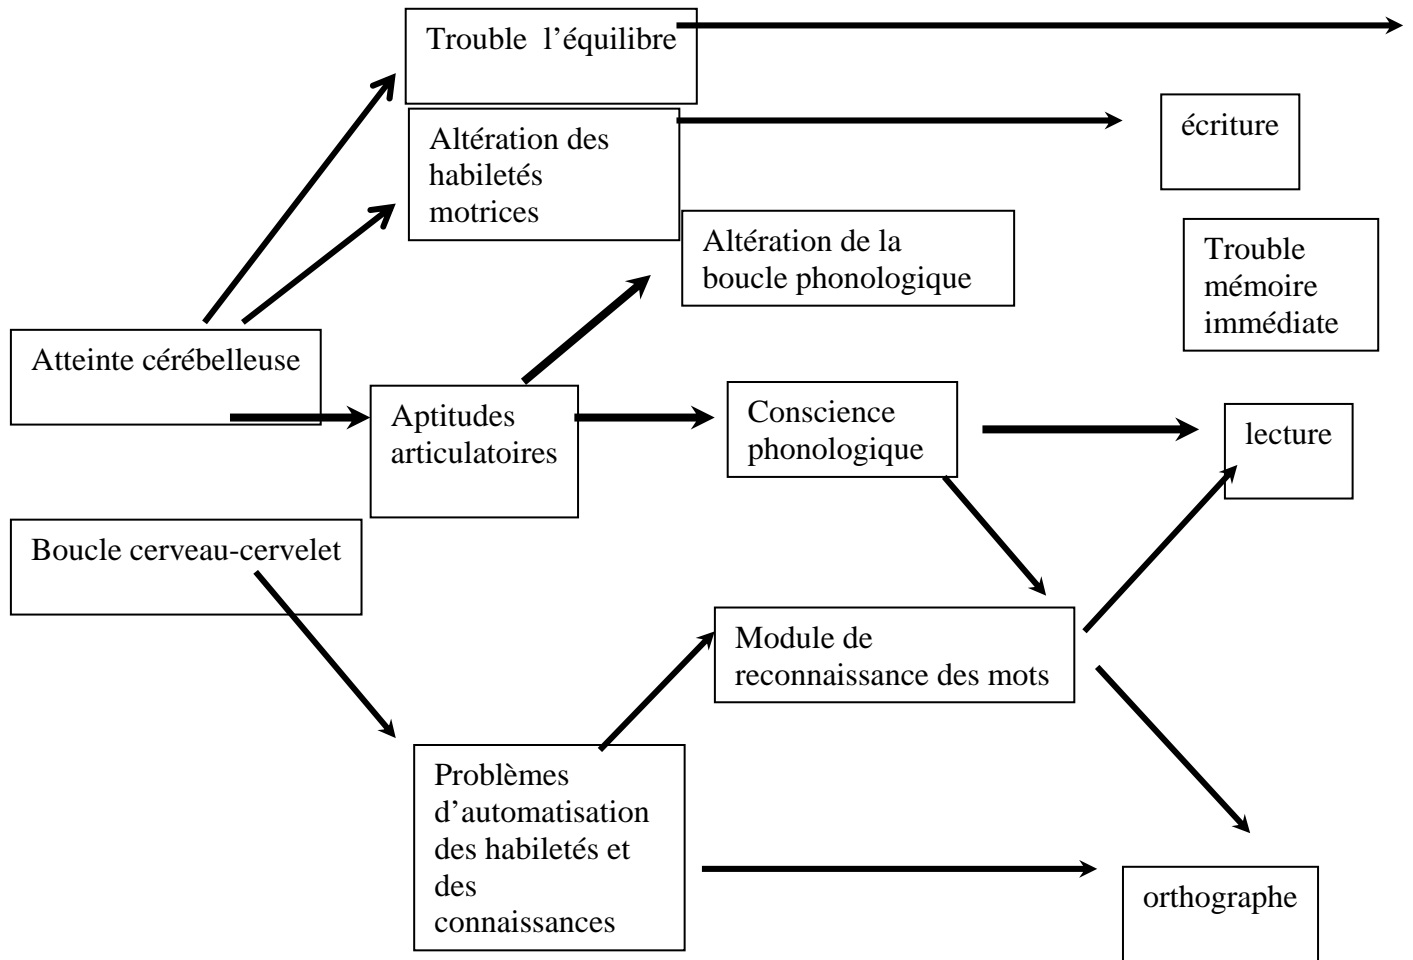 Trouble  l’équilibre
Altération des
habiletés
motrices
écriture
Altération de la
boucle phonologique
Trouble
mémoire
immédiate
Atteinte cérébelleuse
Aptitudes
articulatoires
Conscience
phonologique
lecture
Boucle cerveau-cervelet
Module de
reconnaissance des mots
Problèmes
d’automatisation
des habiletés et
des
connaissances
orthographe